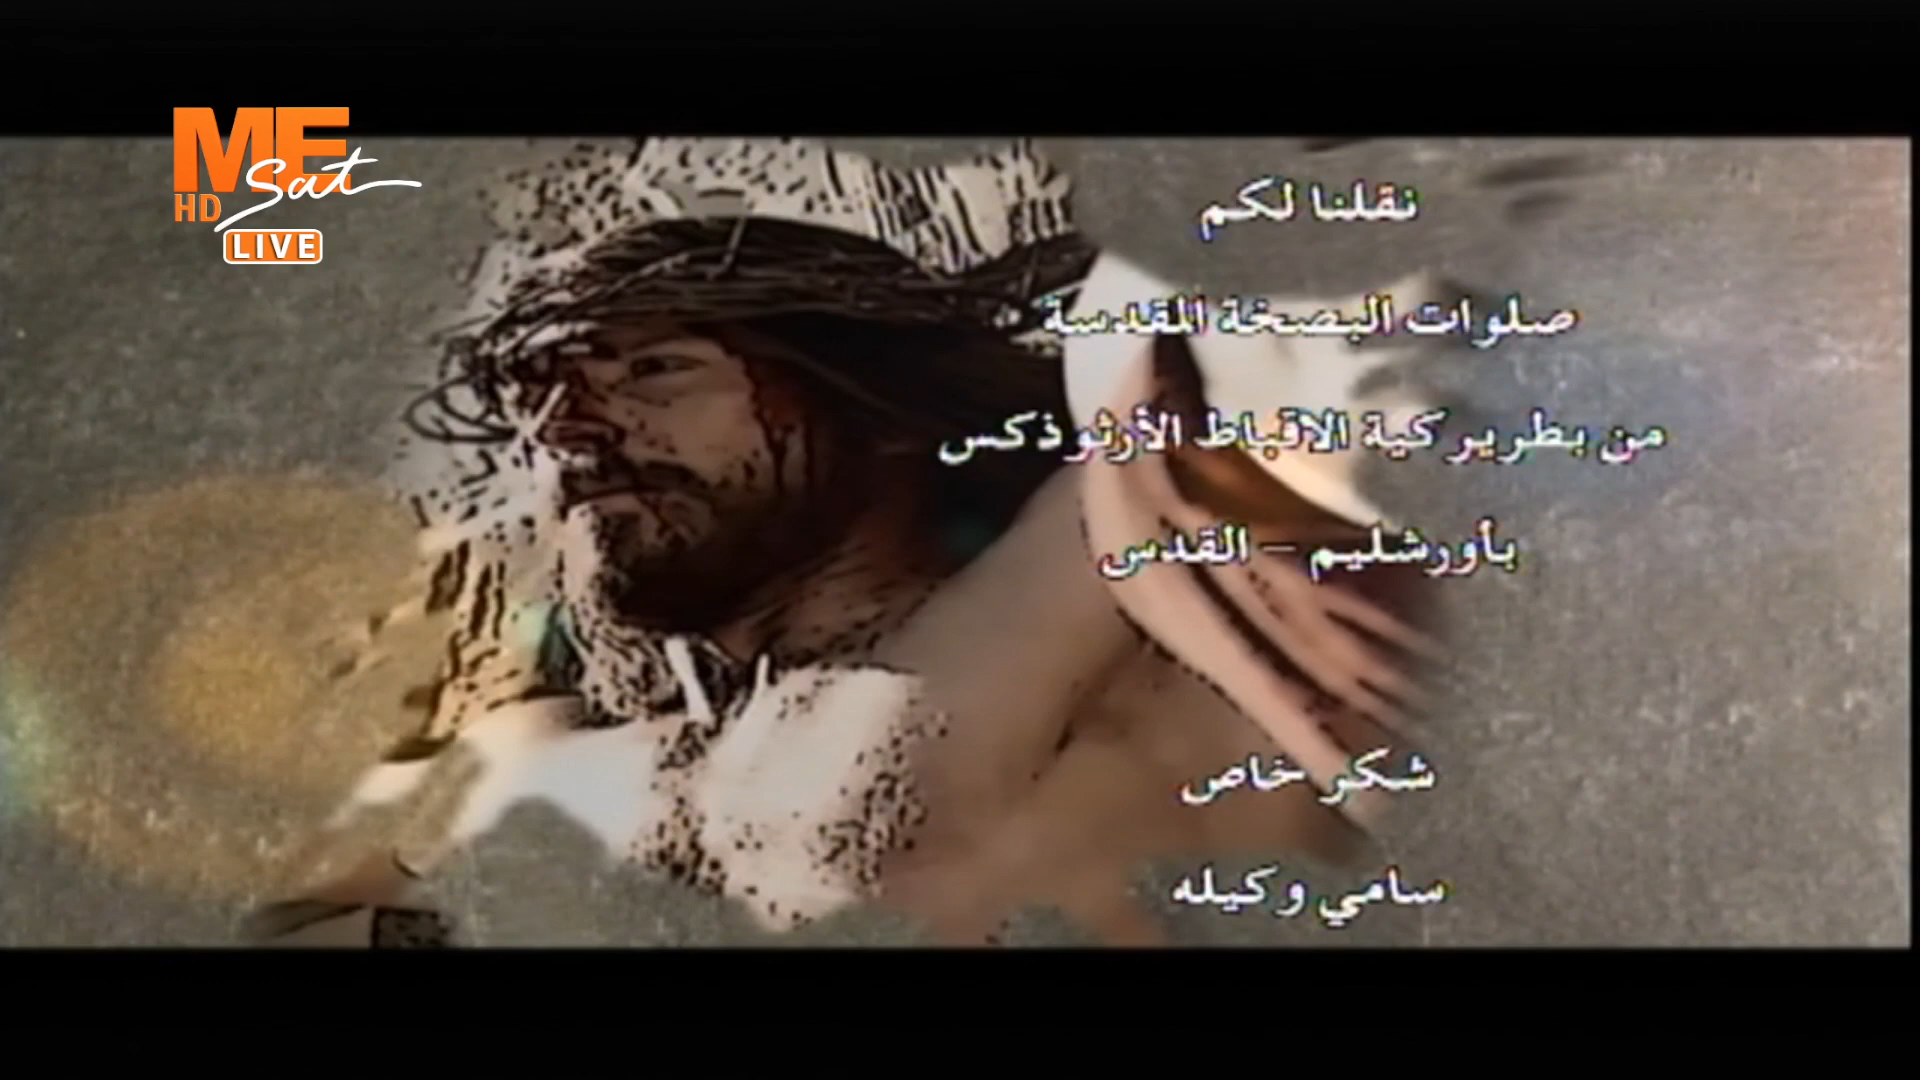 ME
Sat
HD
LIVE
نقلنا لكم
صلوات البصخة المقدسة
من بطريركية الاقباط الأرثوذكس
بأورشليم – القدس
شكر خاص
سامي وكيله